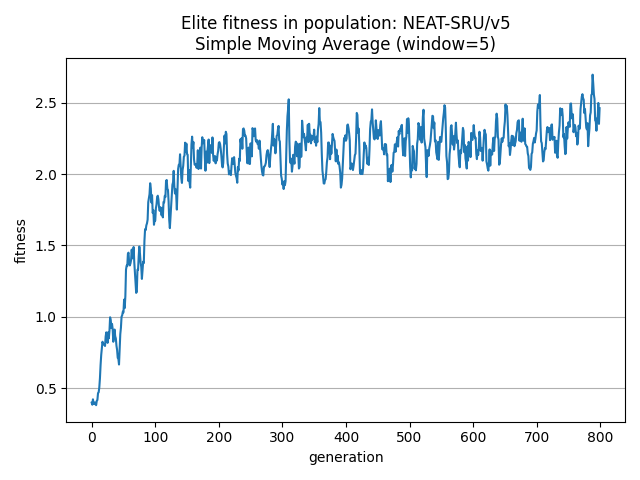 Elite fitness in population: NEAT-SRU/v5
Simple Moving Average (window=5)
fitness
2.5
2.0
1.5
1.0
0.5
0 100 200 300 400 500 600 700 800
generation